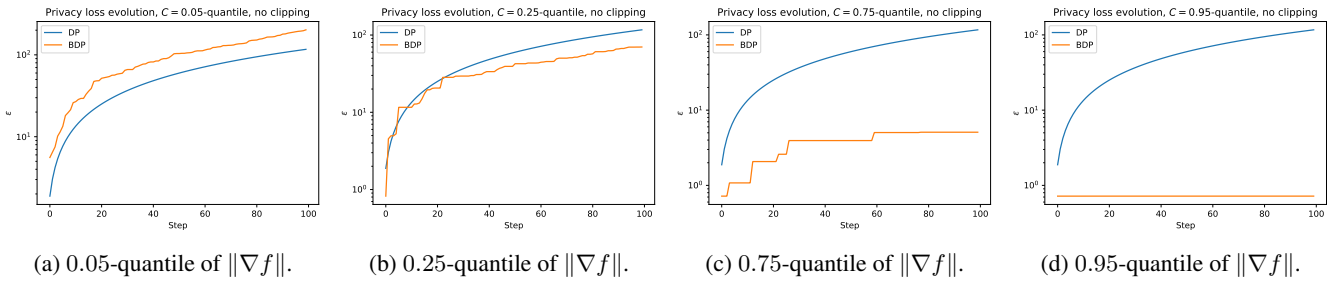 Privacy loss evolution, C = 0.05-quantile, no clipping
DP
BDP
10²
10¹
ε
0 20 40 60 80 100
Step
(a) 0.05-quantile of ‖∇f‖.
Privacy loss evolution, C = 0.25-quantile, no clipping
DP
BDP
10²
10¹
10⁰
ε
0 20 40 60 80 100
Step
(b) 0.25-quantile of ‖∇f‖.
Privacy loss evolution, C = 0.75-quantile, no clipping
DP
BDP
10²
10¹
10⁰
ε
0 20 40 60 80 100
Step
(c) 0.75-quantile of ‖∇f‖.
Privacy loss evolution, C = 0.95-quantile, no clipping
DP
BDP
10²
10¹
10⁰
ε
0 20 40 60 80 100
Step
(d) 0.95-quantile of ‖∇f‖.